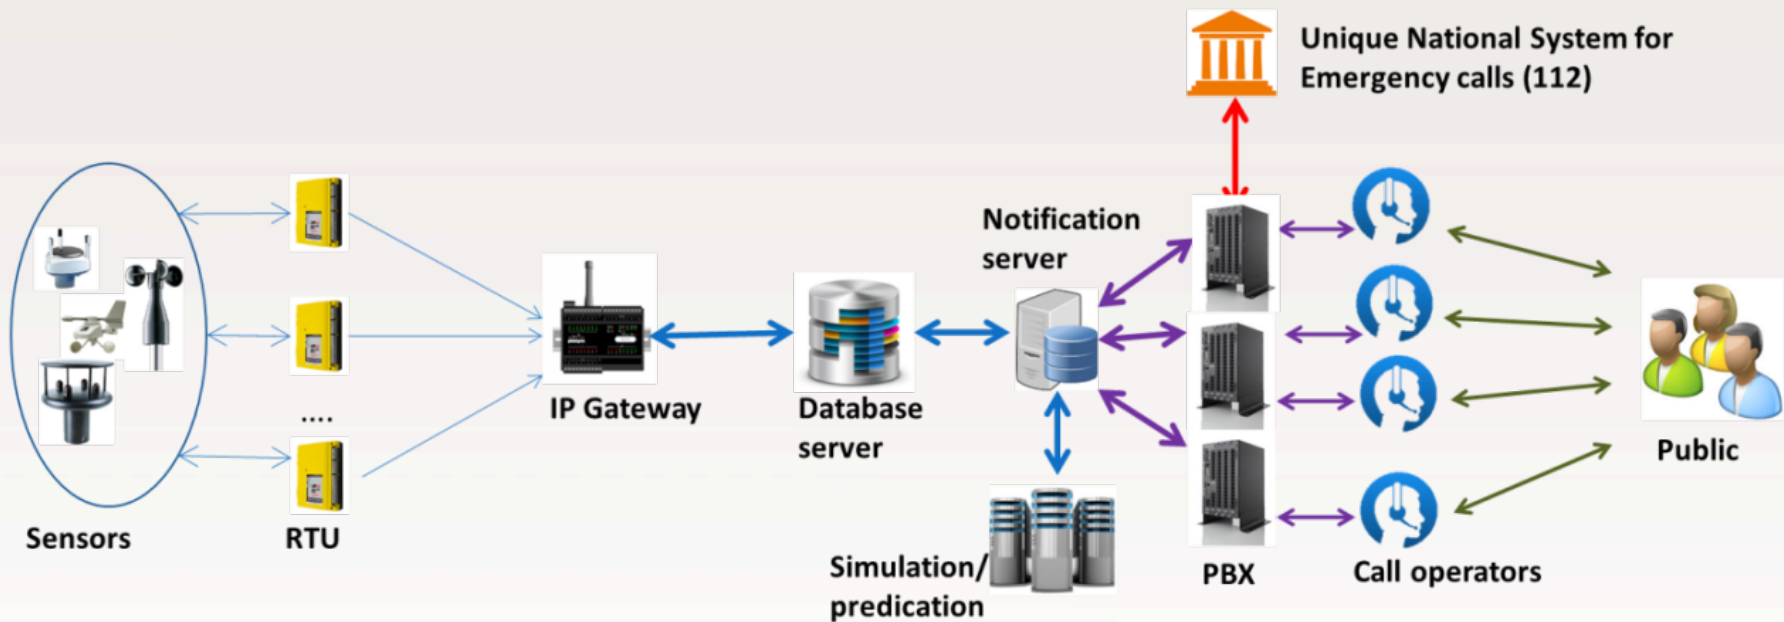 Unique National System for
Emergency calls (112)
Notification
server
....
IP Gateway
Database
server
Public
Sensors
RTU
Simulation/
predication
PBX
Call operators